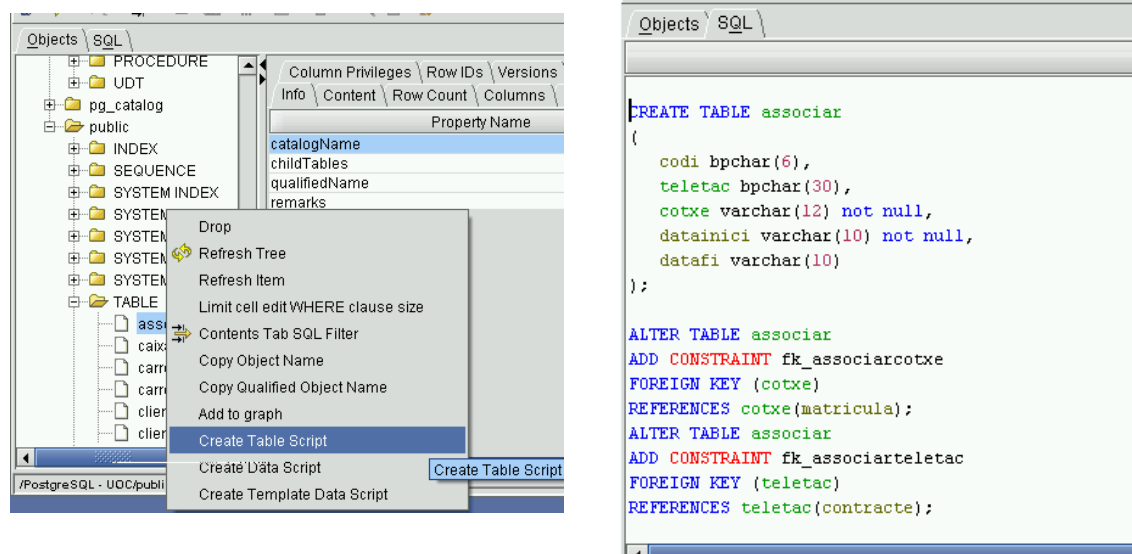 Objects SQL
PROCEDURE
UDT
pg_catalog
public
INDEX
SEQUENCE
SYSTEM INDEX
SYSTEM
SYSTEM
SYSTEM
SYSTEM
TABLE
asso
caixa
carre
carre
clien
clien
/PostgreSQL - UOC/publi
Column Privileges Row IDs Versions
Info Content Row Count Columns
Property Name
catalogName
childTables
qualifiedName
remarks
Drop
Refresh Tree
Refresh Item
Limit cell edit WHERE clause size
Contents Tab SQL Filter
Copy Object Name
Copy Qualified Object Name
Add to graph
Create Table Script
Create Data Script
Create Template Data Script
Create Table Script
Objects SQL
CREATE TABLE associar
(
codi bpchar(6),
teletac bpchar(30),
cotxe varchar(12) not null,
datainici varchar(10) not null,
datafi varchar(10)
);
ALTER TABLE associar
ADD CONSTRAINT fk_associarcotxe
FOREIGN KEY (cotxe)
REFERENCES cotxe(matricula);
ALTER TABLE associar
ADD CONSTRAINT fk_associarteletac
FOREIGN KEY (teletac)
REFERENCES teletac(contracte);